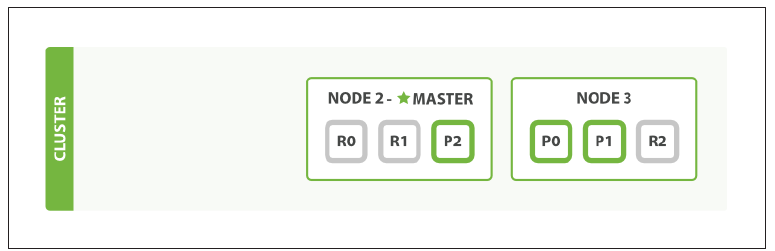 CLUSTER
NODE 2 - ★ MASTER
R0 R1 P2
NODE 3
P0 P1 R2